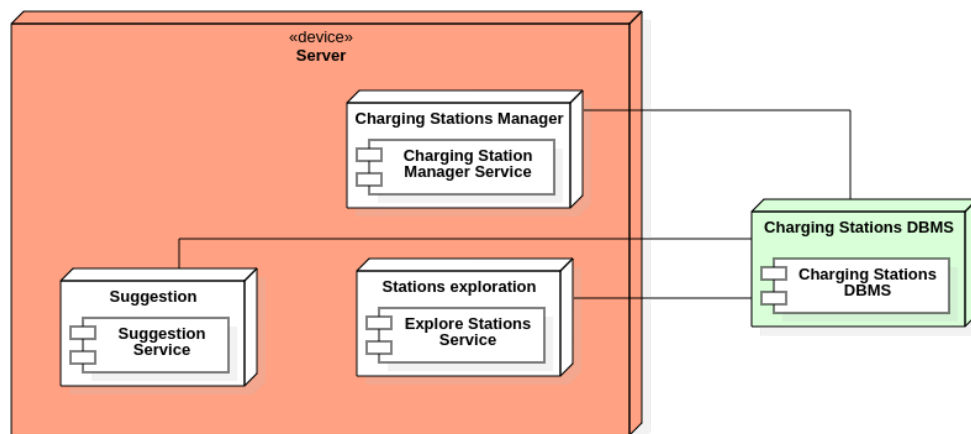 «device»
Server
Charging Stations Manager
Charging Station
Manager Service
Charging Stations DBMS
Charging Stations
DBMS
Suggestion
Suggestion
Service
Stations exploration
Explore Stations
Service